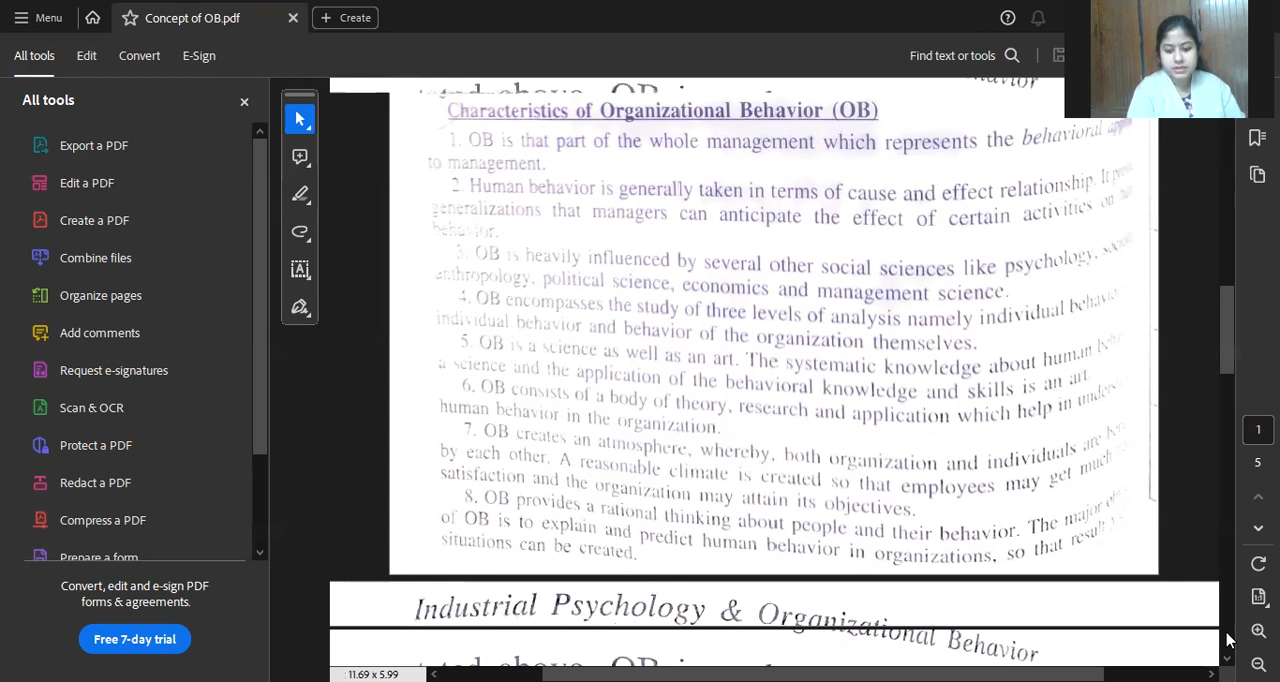 Menu
Concept of OB.pdf
Create
All tools
Edit
Convert
E-Sign
Find text or tools
All tools
Export a PDF
Edit a PDF
Create a PDF
Combine files
Organize pages
Add comments
Request e-signatures
Scan & OCR
Protect a PDF
Redact a PDF
Compress a PDF
Prepare a form
Convert, edit and e-sign PDF
forms & agreements.
Free 7-day trial
Characteristics of Organizational Behavior (OB)
1. OB is that part of the whole management which represents the behavioral
to management.
2. Human behavior is generally taken in terms of cause and effect relationship. It
generalizations that managers can anticipate the effect of certain activities on
behavior.
3. OB is heavily influenced by several other social sciences like psychology,
anthropology, political science, economics and management science.
4. OB encompasses the study of three levels of analysis namely individual
individual behavior and behavior of the organization themselves.
5. OB is a science as well as an art. The systematic knowledge about human
a science and the application of the behavioral knowledge and skills is an art.
6. OB consists of a body of theory, research and application which help in
human behavior in the organization.
7. OB creates an atmosphere, whereby, both organization and individuals are
by each other. A reasonable climate is created so that employees may get much
satisfaction and the organization may attain its objectives.
8. OB provides a rational thinking about people and their behavior. The major
of OB is to explain and predict human behavior in organizations, so that
situations can be created.
Industrial Psychology & Organizational Behavior
1
5
11.69 x 5.99